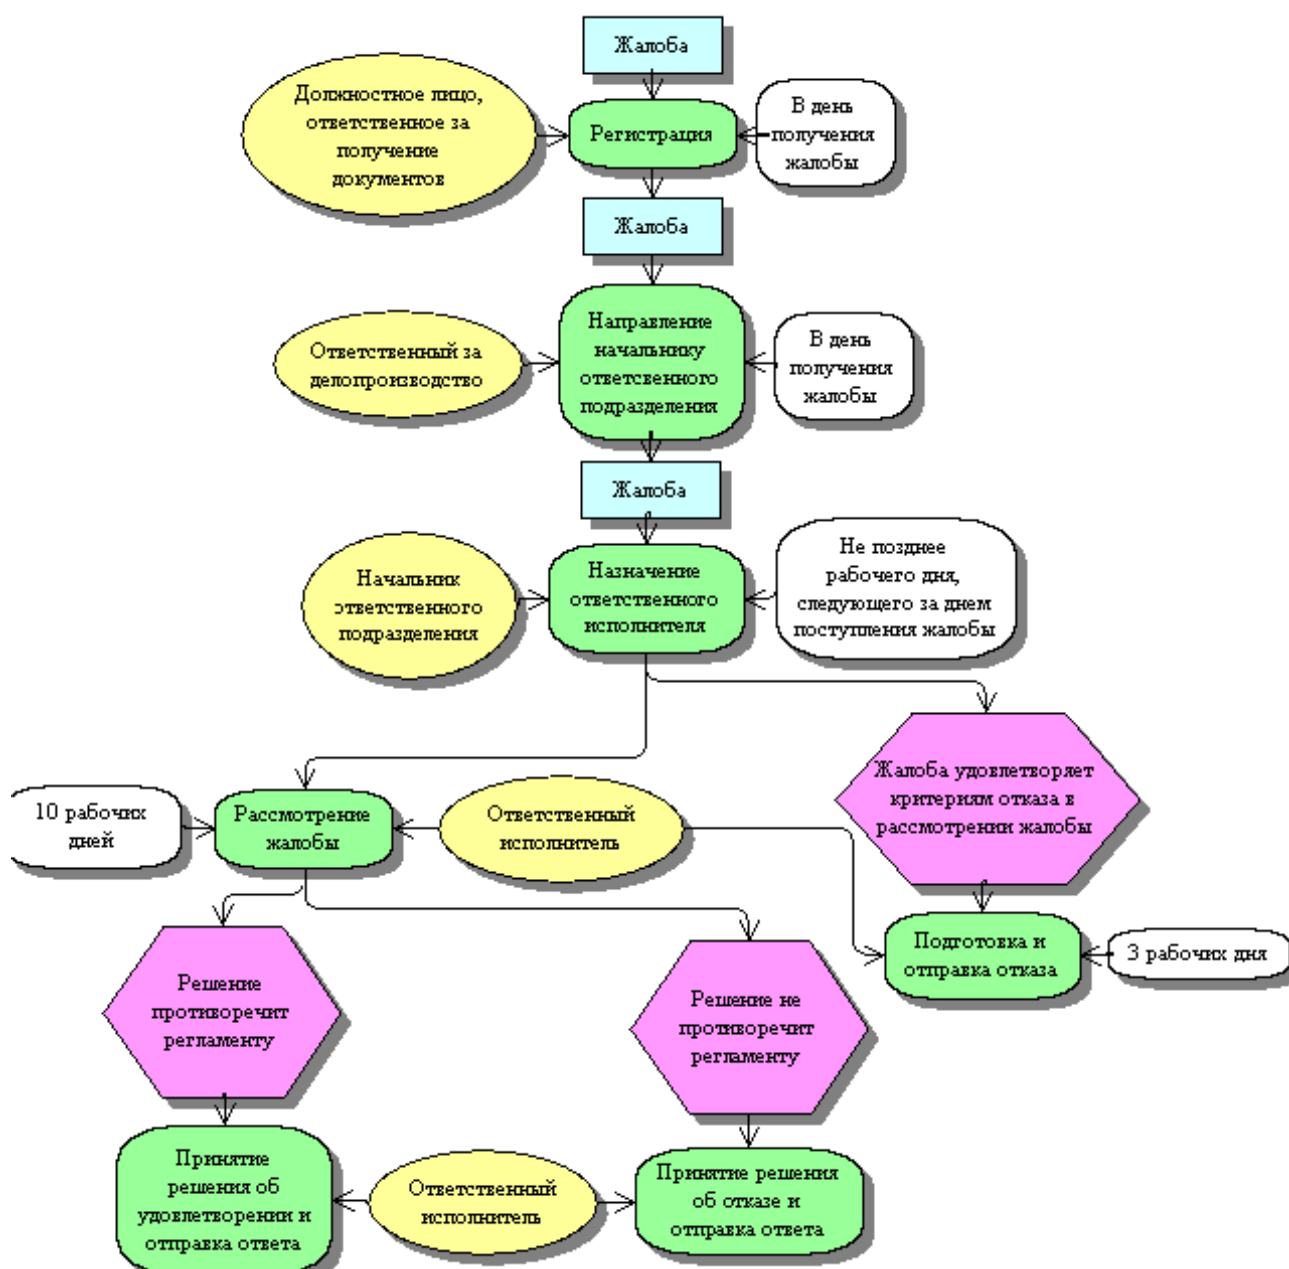 Жалоба
Должностное лицо,
ответственное за
получение
документов
Регистрация
В день
получения
жалобы
Жалоба
Ответственный за
делопроизводство
Направление
начальнику
ответсвенного
подразделения
В день
получения
жалобы
Жалоба
Начальник
ответственного
подразделения
Назначение
ответственного
исполнителя
Не позднее
рабочего дня,
следующего за днем
поступления жалобы
Жалоба удовлетворяет
критериям отказа в
рассмотрении жалобы
10 рабочих
дней
Рассмотрение
жалобы
Ответственный
исполнитель
Подготовка и
отправка отказа
3 рабочих дня
Решение
противоречит
регламенту
Решение не
противоречит
регламенту
Принятие
решения об
удовлетворении и
отправка ответа
Ответственный
исполнитель
Принятие решения
об отказе и
отправка ответа